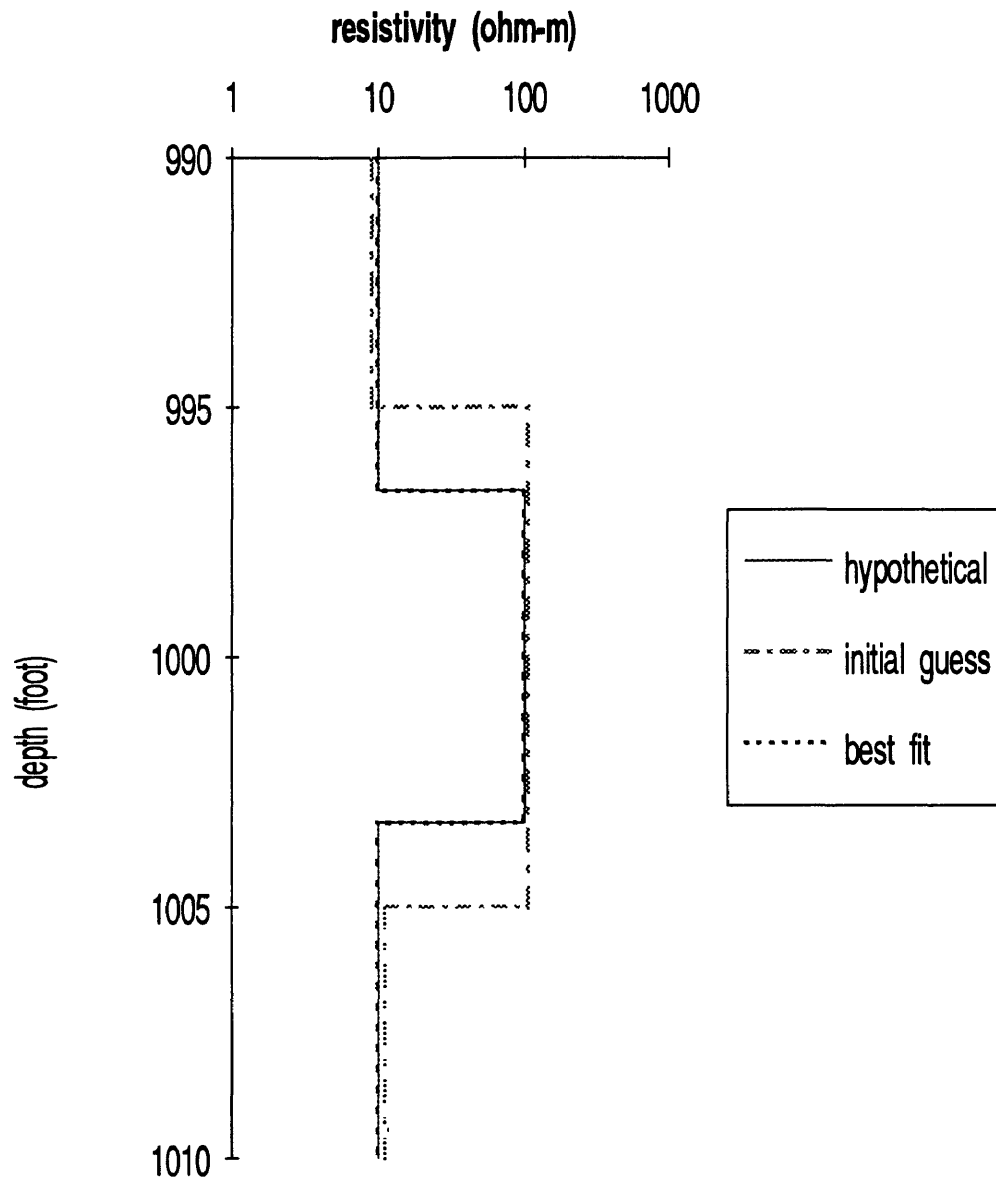 resistivity (ohm-m)
1 10 100 1000
990
995
1000
1005
1010
depth (foot)
hypothetical
initial guess
best fit